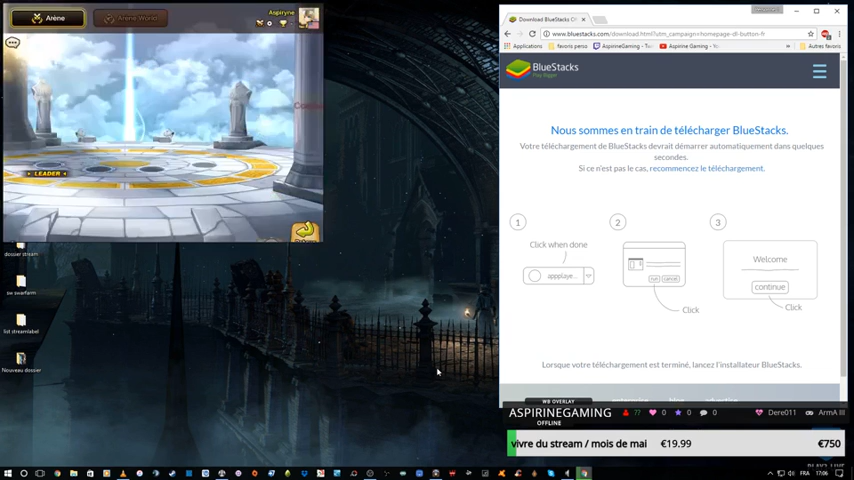 Arène
Arène World
Aspiryne
LEADER
dossier stream
sw swarfarm
list streamlabel
Nouveau dossier
Download BlueStacks
www.bluestacks.com/download.html?utm_campaign=homepage-dl-button-fr
Applications
favoris perso
AspirineGaming - Tw
Aspirine Gaming - Yo
Autres favoris
BlueStacks
Play Bigger
Nous sommes en train de télécharger BlueStacks.
Votre téléchargement de BlueStacks devrait démarrer automatiquement dans quelques
secondes.
Si ce n'est pas le cas, recommencez le téléchargement.
1
2
3
Click when done
appplaye...
run
cancel
Click
Welcome
continue
Click
Lorsque votre téléchargement est terminé, lancez l'installateur BlueStacks.
WB OVERLAY
ASPIRINEGAMING
OFFLINE
77
0
0
0
Dere011
ArmA III
vivre du stream / mois de mai
€19.99
€750
FRA
17:06